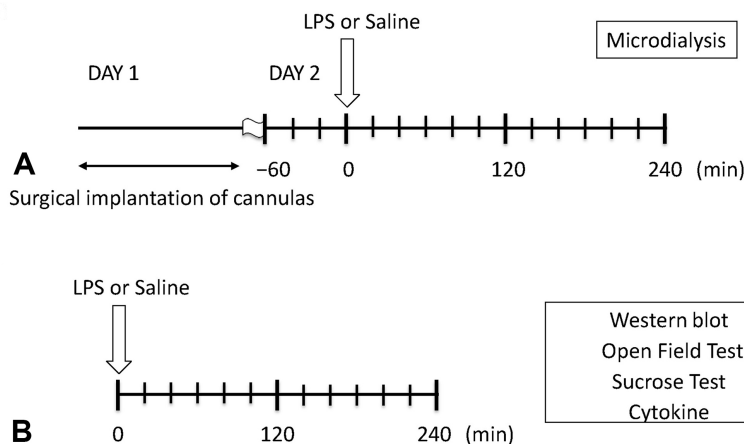 LPS or Saline
Microdialysis
DAY 1
DAY 2
A
−60
0
120
240
(min)
Surgical implantation of cannulas
LPS or Saline
Western blot
Open Field Test
Sucrose Test
Cytokine
B
0
120
240
(min)